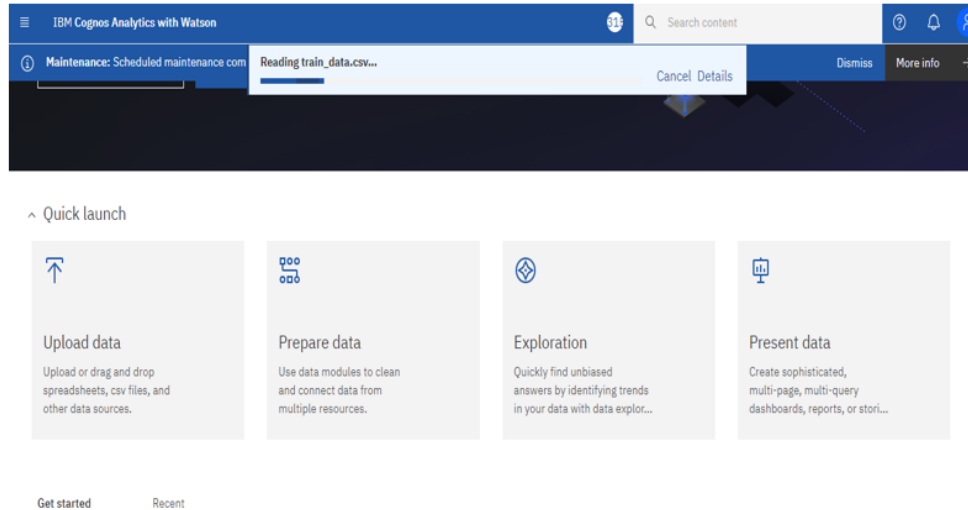 IBM Cognos Analytics with Watson
Search content
Maintenance: Scheduled maintenance com
Reading train_data.csv...
Cancel Details
Dismiss
More info
Quick launch
Upload data
Upload or drag and drop
spreadsheets, csv files, and
other data sources.
Prepare data
Use data modules to clean
and connect data from
multiple resources.
Exploration
Quickly find unbiased
answers by identifying trends
in your data with data explor...
Present data
Create sophisticated,
multi-page, multi-query
dashboards, reports, or stori...
Get started
Recent